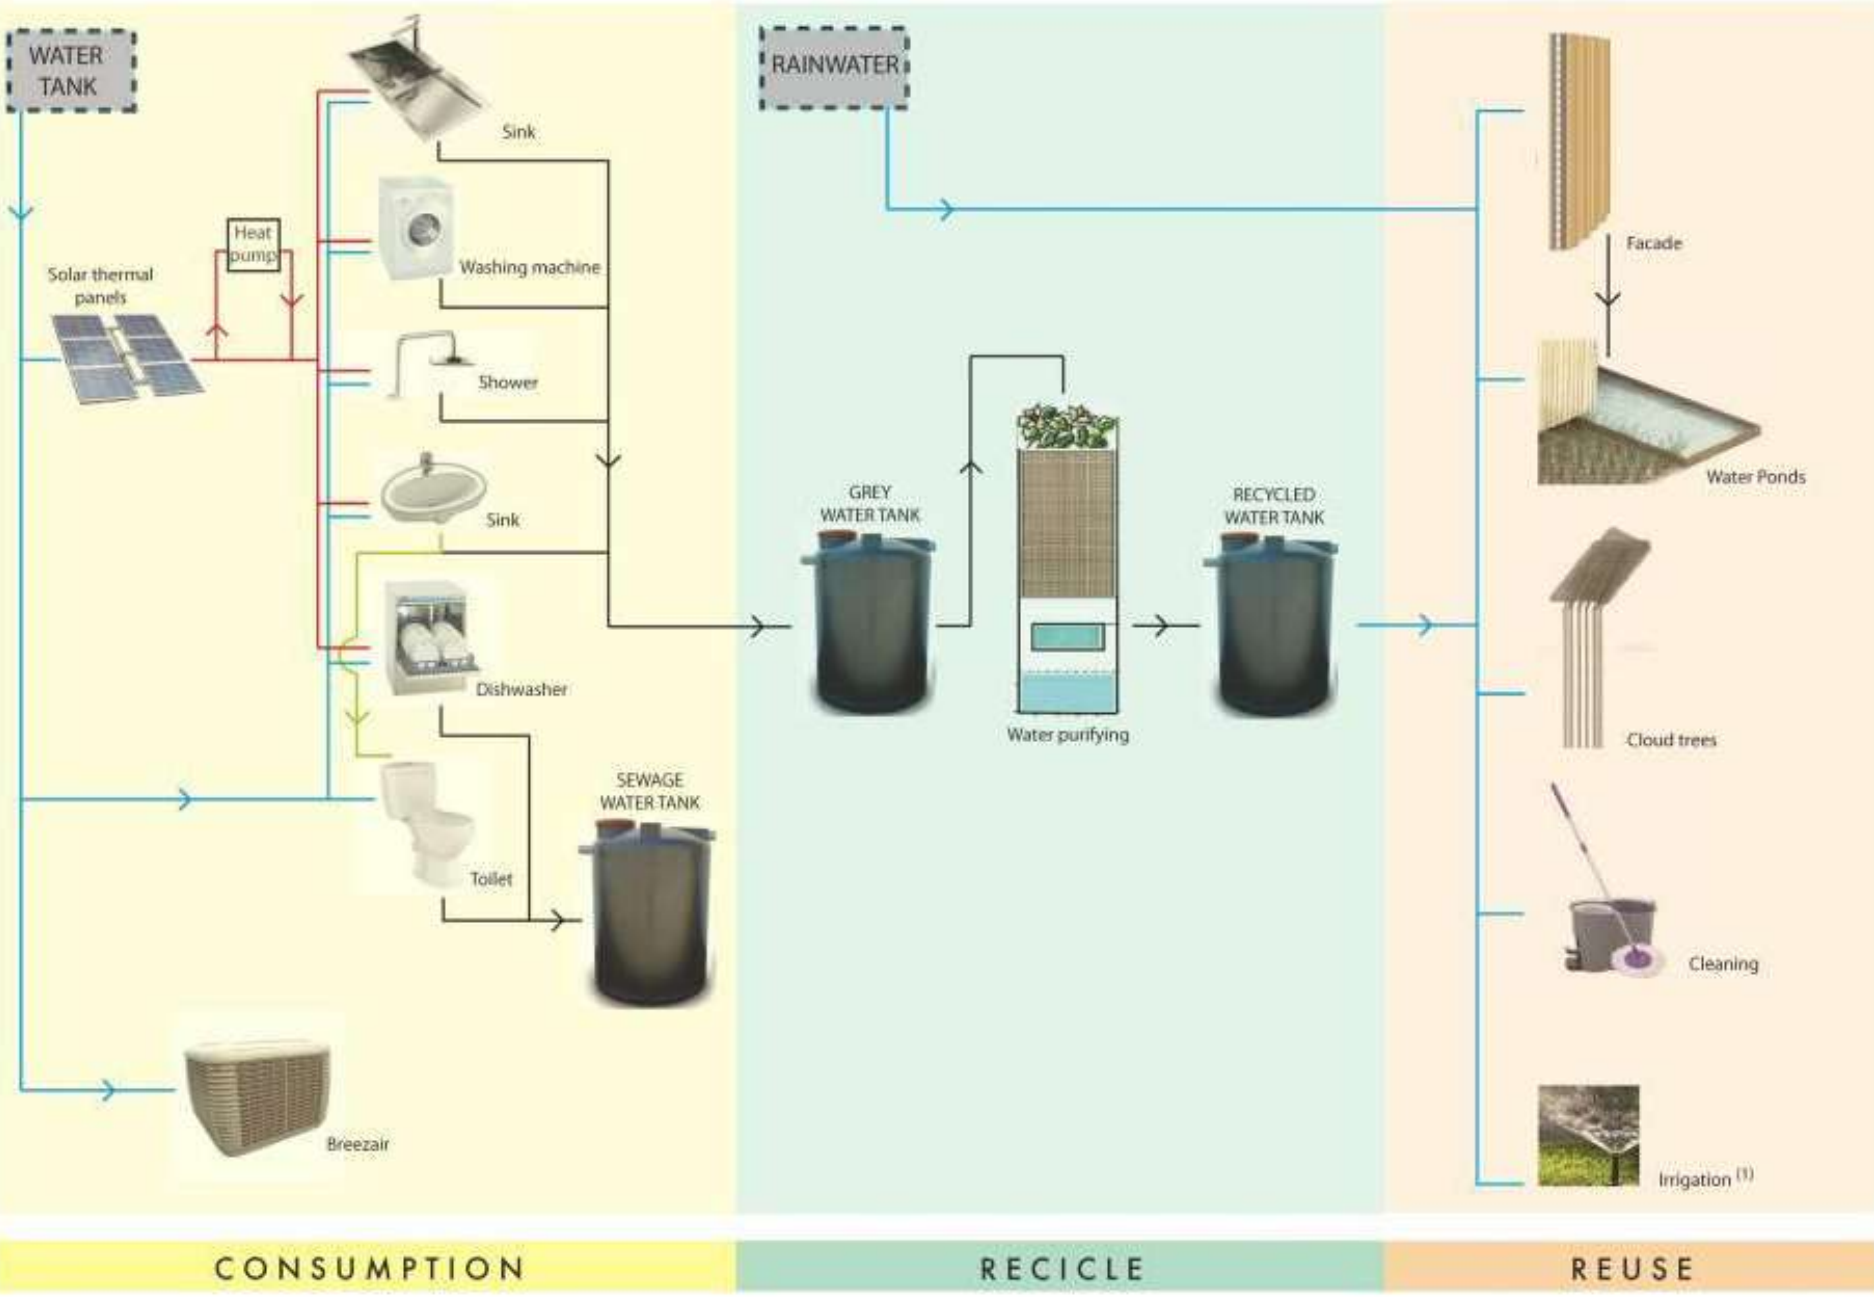 WATER
TANK
Sink
Washing machine
Heat
pump
Solar thermal
panels
Shower
Sink
Dishwasher
Toilet
SEWAGE
WATER TANK
Breezair
RAINWATER
GREY
WATER TANK
Water purifying
RECYCLED
WATER TANK
Facade
Water Ponds
Cloud trees
Cleaning
Irrigation (1)
CONSUMPTION
RECICLE
REUSE